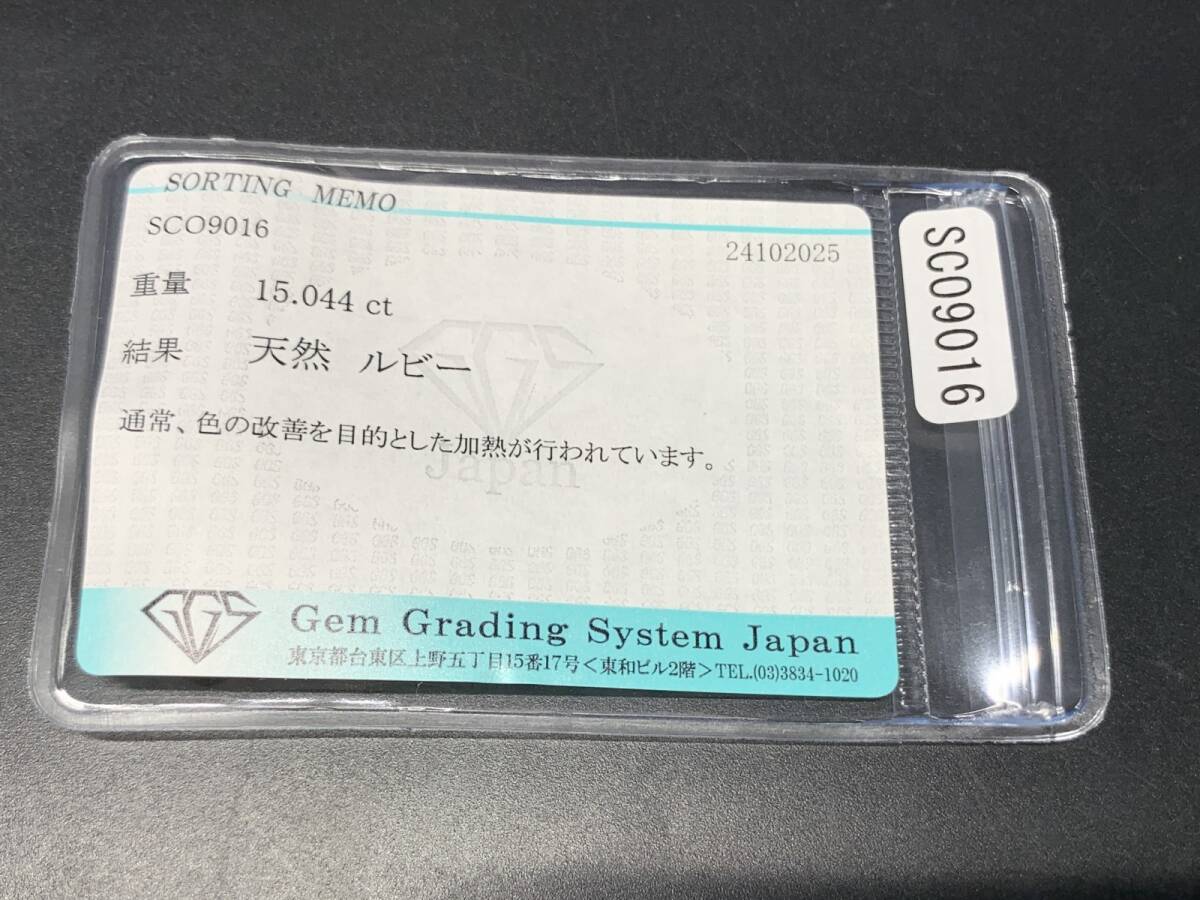 SORTING MEMO
SCO9016
24102025
重量 15.044 ct
結果 天然 ルビー
通常、色の改善を目的とした加熱が行われています。
GGS
Japan
GGS
Gem Grading System Japan
東京都台東区上野五丁目15番17号<東和ビル2階>TEL.(03)3834-1020
SCO9016